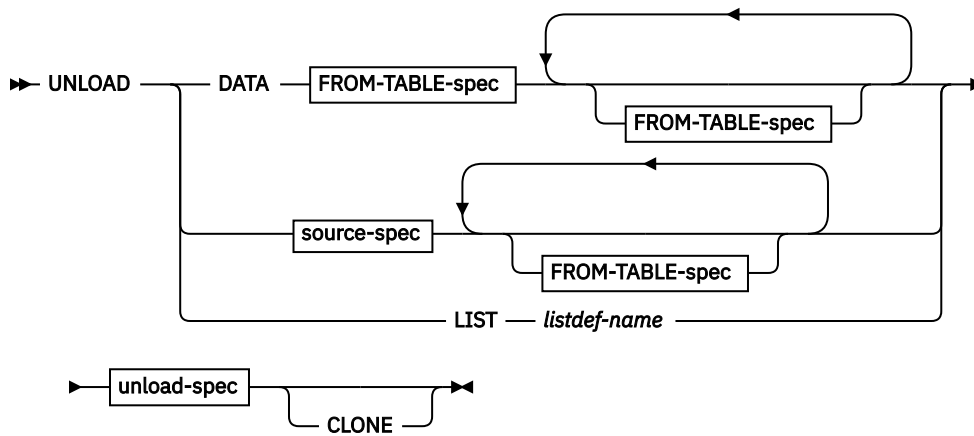 UNLOAD DATA FROM-TABLE-spec
FROM-TABLE-spec
source-spec
FROM-TABLE-spec
LIST listdef-name
unload-spec
CLONE